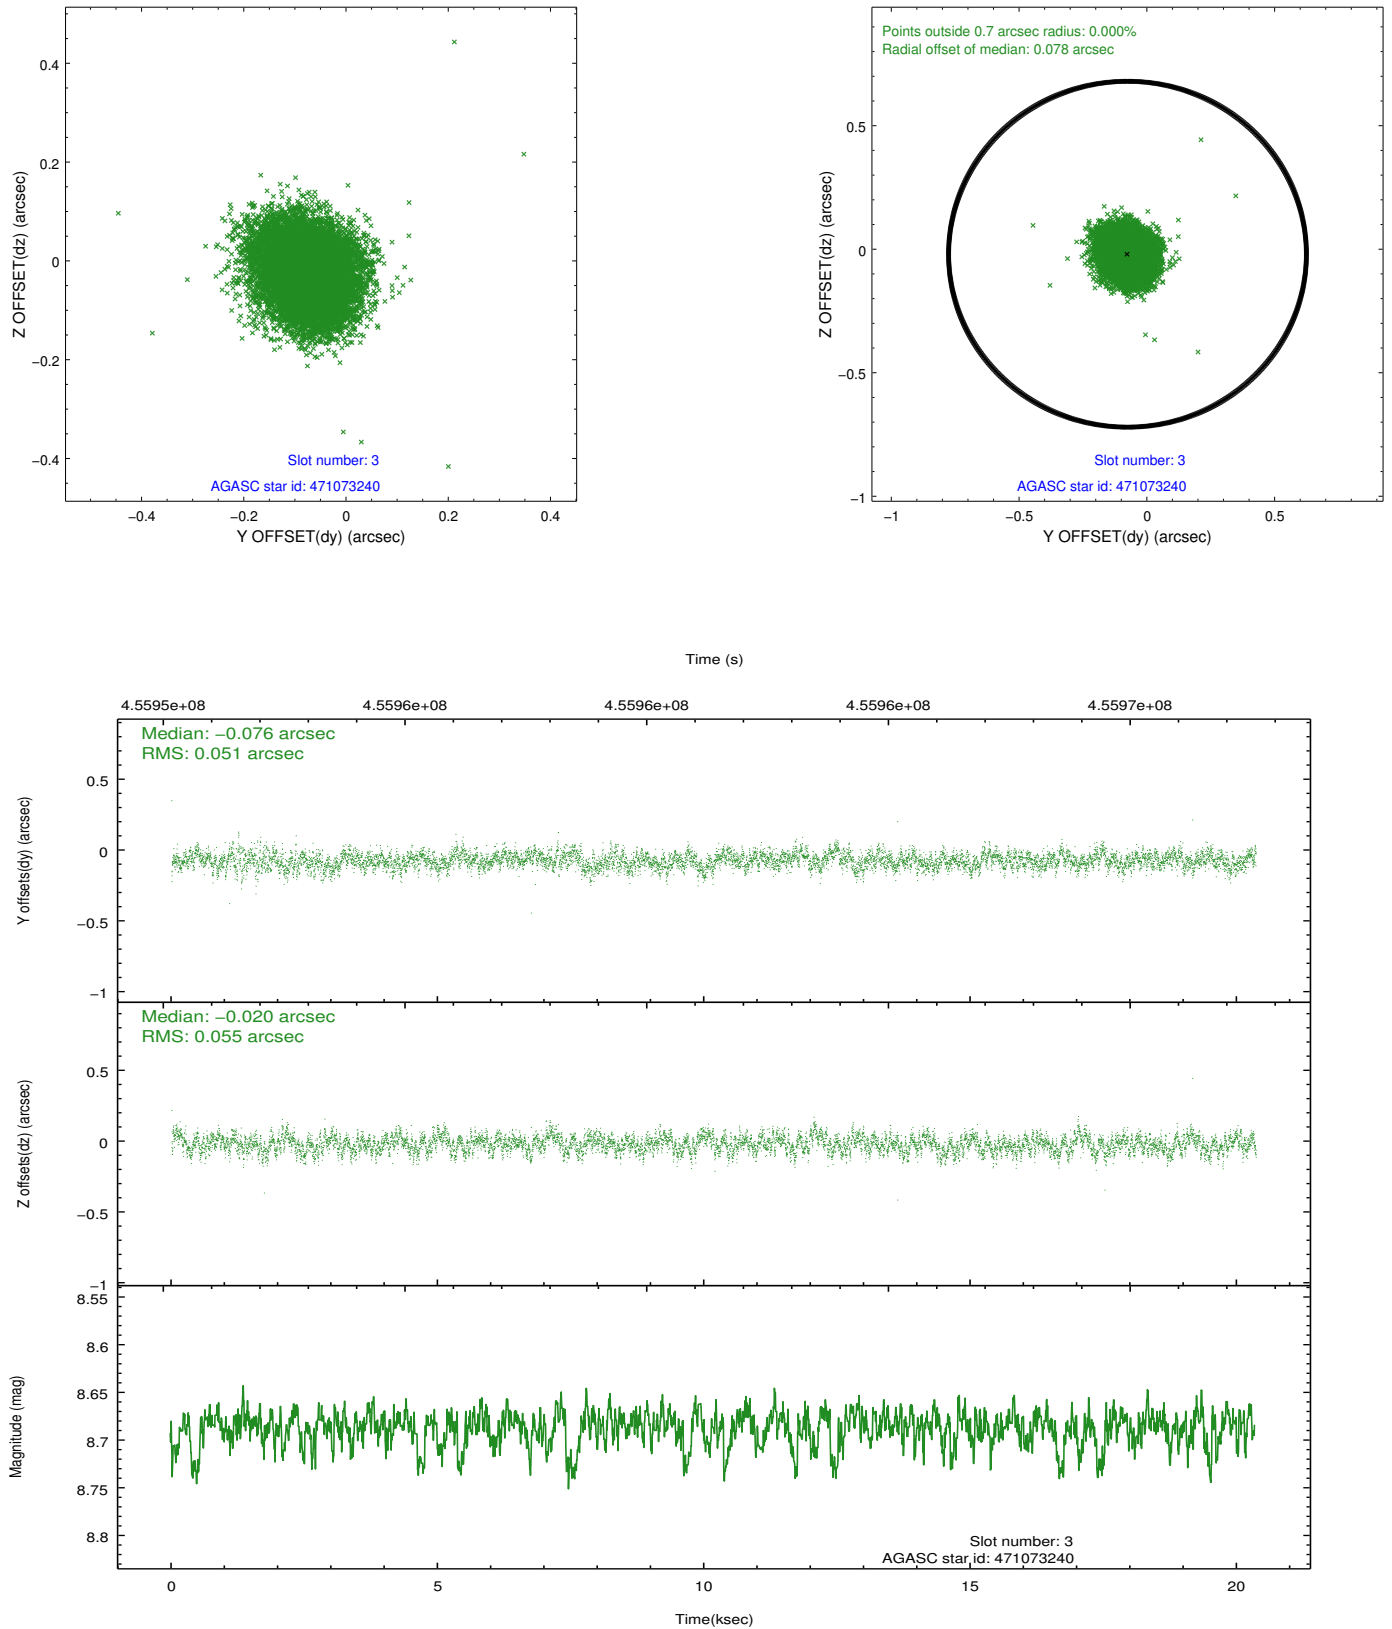 0.4
0.2
0
−0.2
−0.4
Z OFFSET(dz) (arcsec)
Slot number: 3
AGASC star id: 471073240
−0.4
−0.2
0
0.2
0.4
Y OFFSET(dy) (arcsec)
Points outside 0.7 arcsec radius: 0.000%
Radial offset of median: 0.078 arcsec
0.5
0
−0.5
−1
Z OFFSET(dz) (arcsec)
Slot number: 3
AGASC star id: 471073240
−1
−0.5
0
0.5
Y OFFSET(dy) (arcsec)
Time (s)
4.5595e+08
4.5596e+08
4.5596e+08
4.5596e+08
4.5597e+08
Median: −0.076 arcsec
RMS: 0.051 arcsec
0.5
0
−0.5
−1
Y offsets(dy) (arcsec)
Median: −0.020 arcsec
RMS: 0.055 arcsec
0.5
0
−0.5
−1
Z offsets(dz) (arcsec)
8.55
8.6
8.65
8.7
8.75
8.8
Magnitude (mag)
Slot number: 3
AGASC star id: 471073240
0
5
10
15
20
Time(ksec)